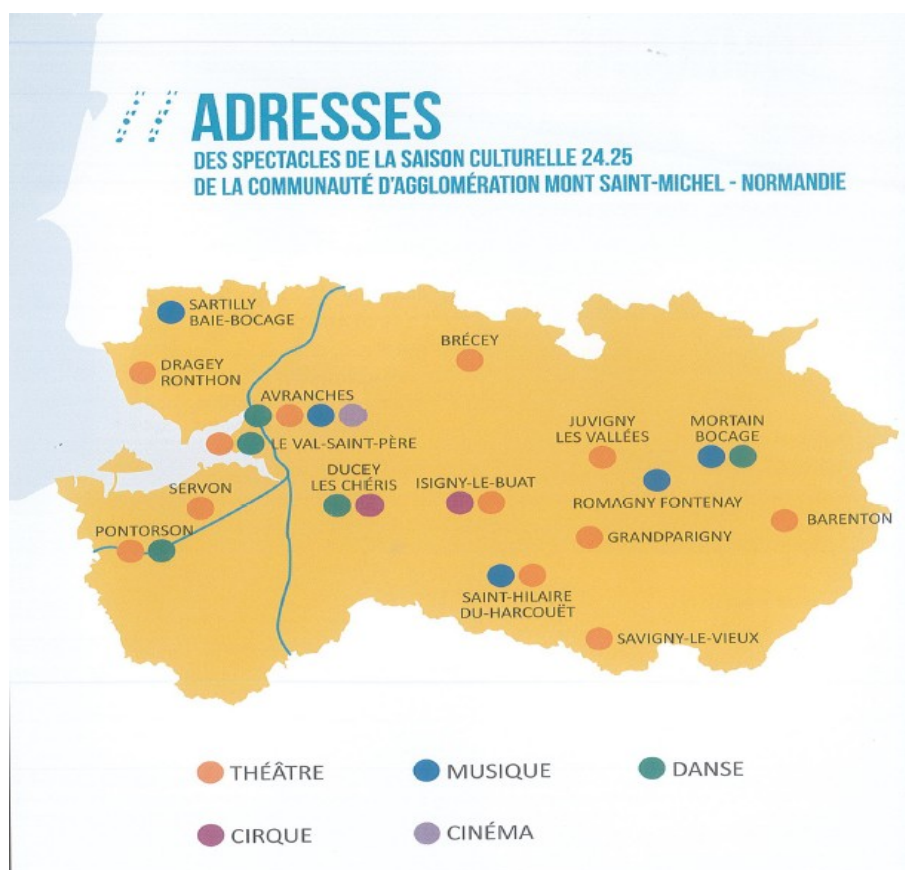 ADRESSES
DES SPECTACLES DE LA SAISON CULTURELLE 24.25
DE LA COMMUNAUTÉ D'AGGLOMÉRATION MONT SAINT-MICHEL - NORMANDIE
SARTILLY
BAIE-BOCAGE
DRAGEY
RONTHON
BRÉCEY
AVRANCHES
LE VAL-SAINT-PÈRE
JUVIGNY
LES VALLÉES
MORTAIN
BOCAGE
DUCEY
LES CHÉRIS
ISIGNY-LE-BUAT
SERVON
ROMAGNY FONTENAY
PONTORSON
BARENTON
GRANDPARIGNY
SAINT-HILAIRE
DU-HARCOUËT
SAVIGNY-LE-VIEUX
THÉÂTRE
MUSIQUE
DANSE
CIRQUE
CINÉMA